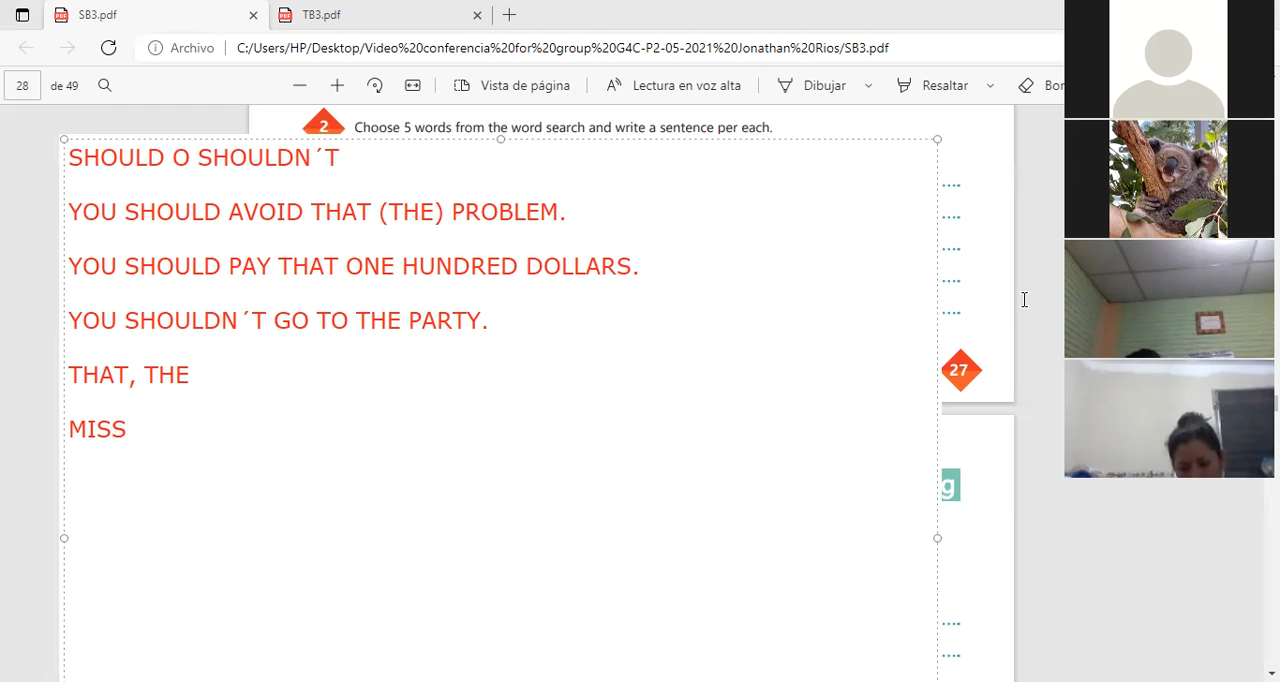 SB3.pdf
TB3.pdf
Archivo
C:/Users/HP/Desktop/Video%20conferencia%20for%20group%20G4C-P2-05-2021%20Jonathan%20Rios/SB3.pdf
28 de 49
Vista de página
Lectura en voz alta
Dibujar
Resaltar
Bor
2 Choose 5 words from the word search and write a sentence per each.
SHOULD O SHOULDN´T
YOU SHOULD AVOID THAT (THE) PROBLEM.
YOU SHOULD PAY THAT ONE HUNDRED DOLLARS.
YOU SHOULDN´T GO TO THE PARTY.
THAT, THE
MISS
27
g